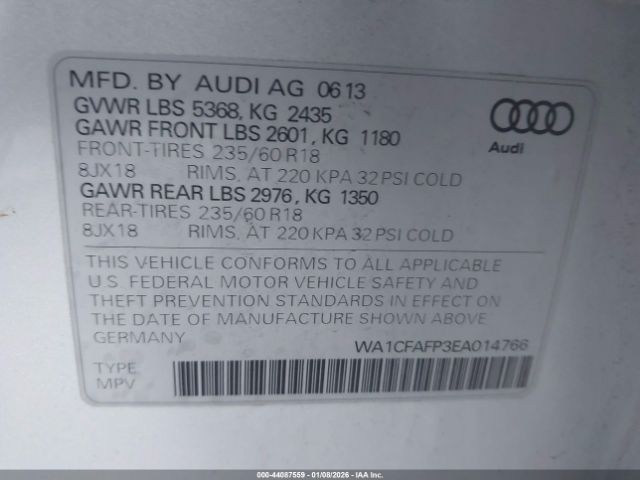 MFD. BY AUDI AG 0613
GVWR LBS 5368, KG 2435
GAWR FRONT LBS 2601, KG 1180
FRONT-TIRES 235/60 R18
8JX18 RIMS, AT 220 KPA 32 PSI COLD
GAWR REAR LBS 2976, KG 1350
REAR-TIRES 235/60 R18
8JX18 RIMS, AT 220 KPA 32 PSI COLD
Audi
THIS VEHICLE CONFORMS TO ALL APPLICABLE
U.S. FEDERAL MOTOR VEHICLE SAFETY AND
THEFT PREVENTION STANDARDS IN EFFECT ON
THE DATE OF MANUFACTURE SHOWN ABOVE
GERMANY
WA1CFAFP3EA014766
TYPE:
MPV
000-44087559 - 01/08/2026 - IAA Inc.